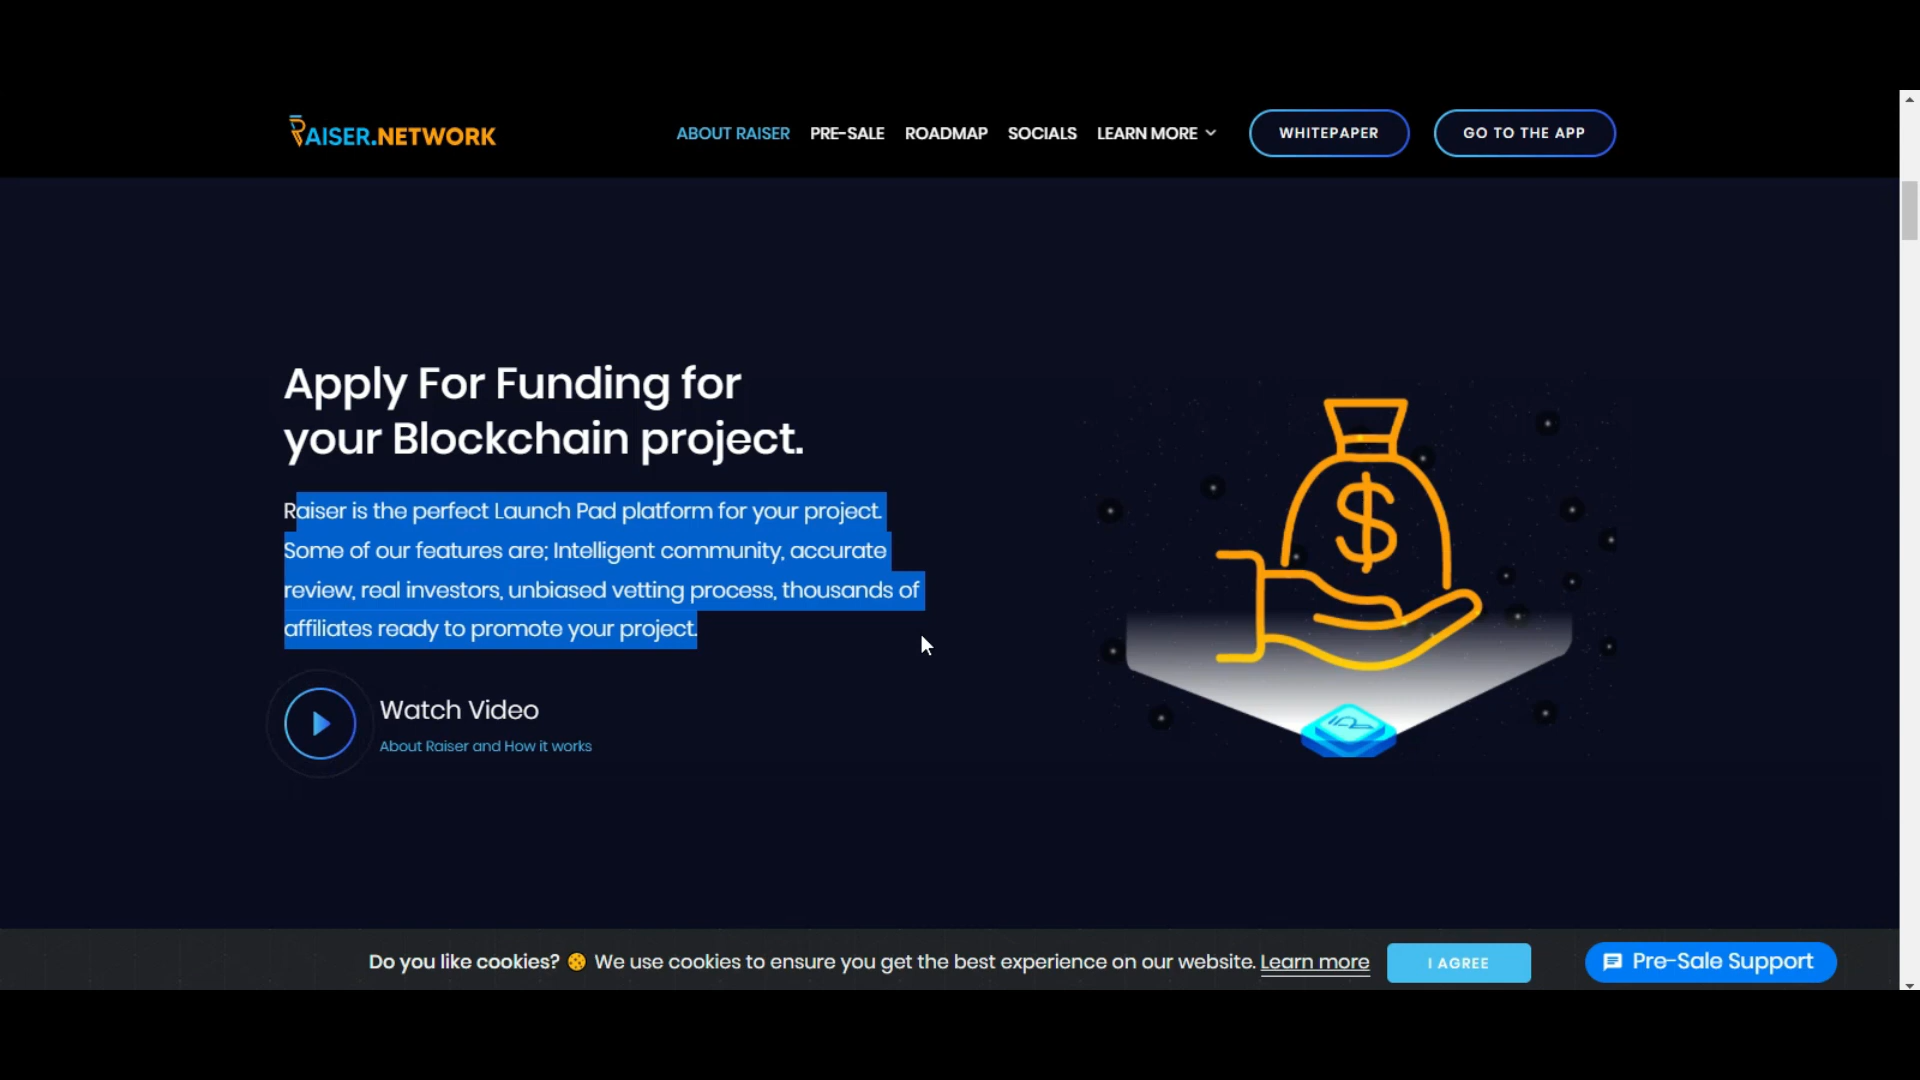 RAISER.NETWORK
ABOUT RAISER PRE-SALE ROADMAP SOCIALS LEARN MORE WHITEPAPER GO TO THE APP
Apply For Funding for
your Blockchain project.
Raiser is the perfect Launch Pad platform for your project.
Some of our features are; Intelligent community, accurate
review, real investors, unbiased vetting process, thousands of
affiliates ready to promote your project.
$
Watch Video
About Raiser and How it works
Do you like cookies? 🍪 We use cookies to ensure you get the best experience on our website. Learn more I AGREE Pre-Sale Support